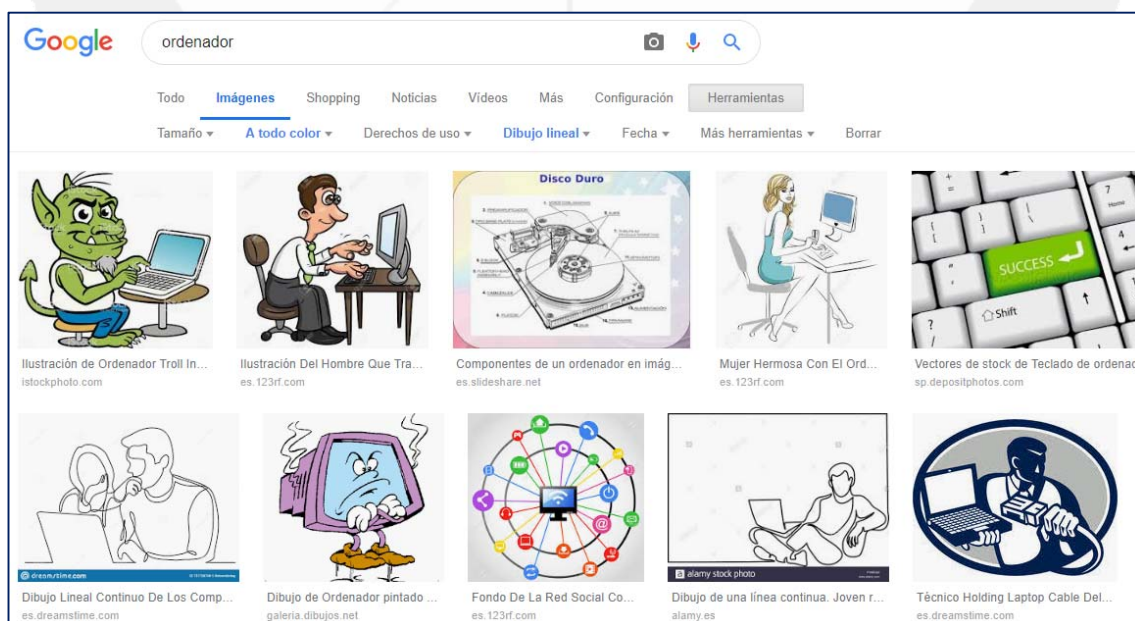 Google
ordenador
Todo Imágenes Shopping Noticias Vídeos Más Configuración Herramientas
Tamaño A todo color Derechos de uso Dibujo lineal Fecha Más herramientas Borrar
Disco Duro
SUCCESS
Shift
7
Home
4
Ilustración de Ordenador Troll In...
istockphoto.com
Ilustración Del Hombre Que Tra...
es.123rf.com
Componentes de un ordenador en imág...
es.slideshare.net
Mujer Hermosa Con El Ord...
es.123rf.com
Vectores de stock de Teclado de ordenad
sp.depositphotos.com
dreamstime.com
a alamy stock photo
Dibujo Lineal Continuo De Los Comp...
es.dreamstime.com
Dibujo de Ordenador pintado ...
galeria.dibujos.net
Fondo De La Red Social Co...
es.123rf.com
Dibujo de una línea continua. Joven r...
alamy.es
Técnico Holding Laptop Cable Del...
es.dreamstime.com